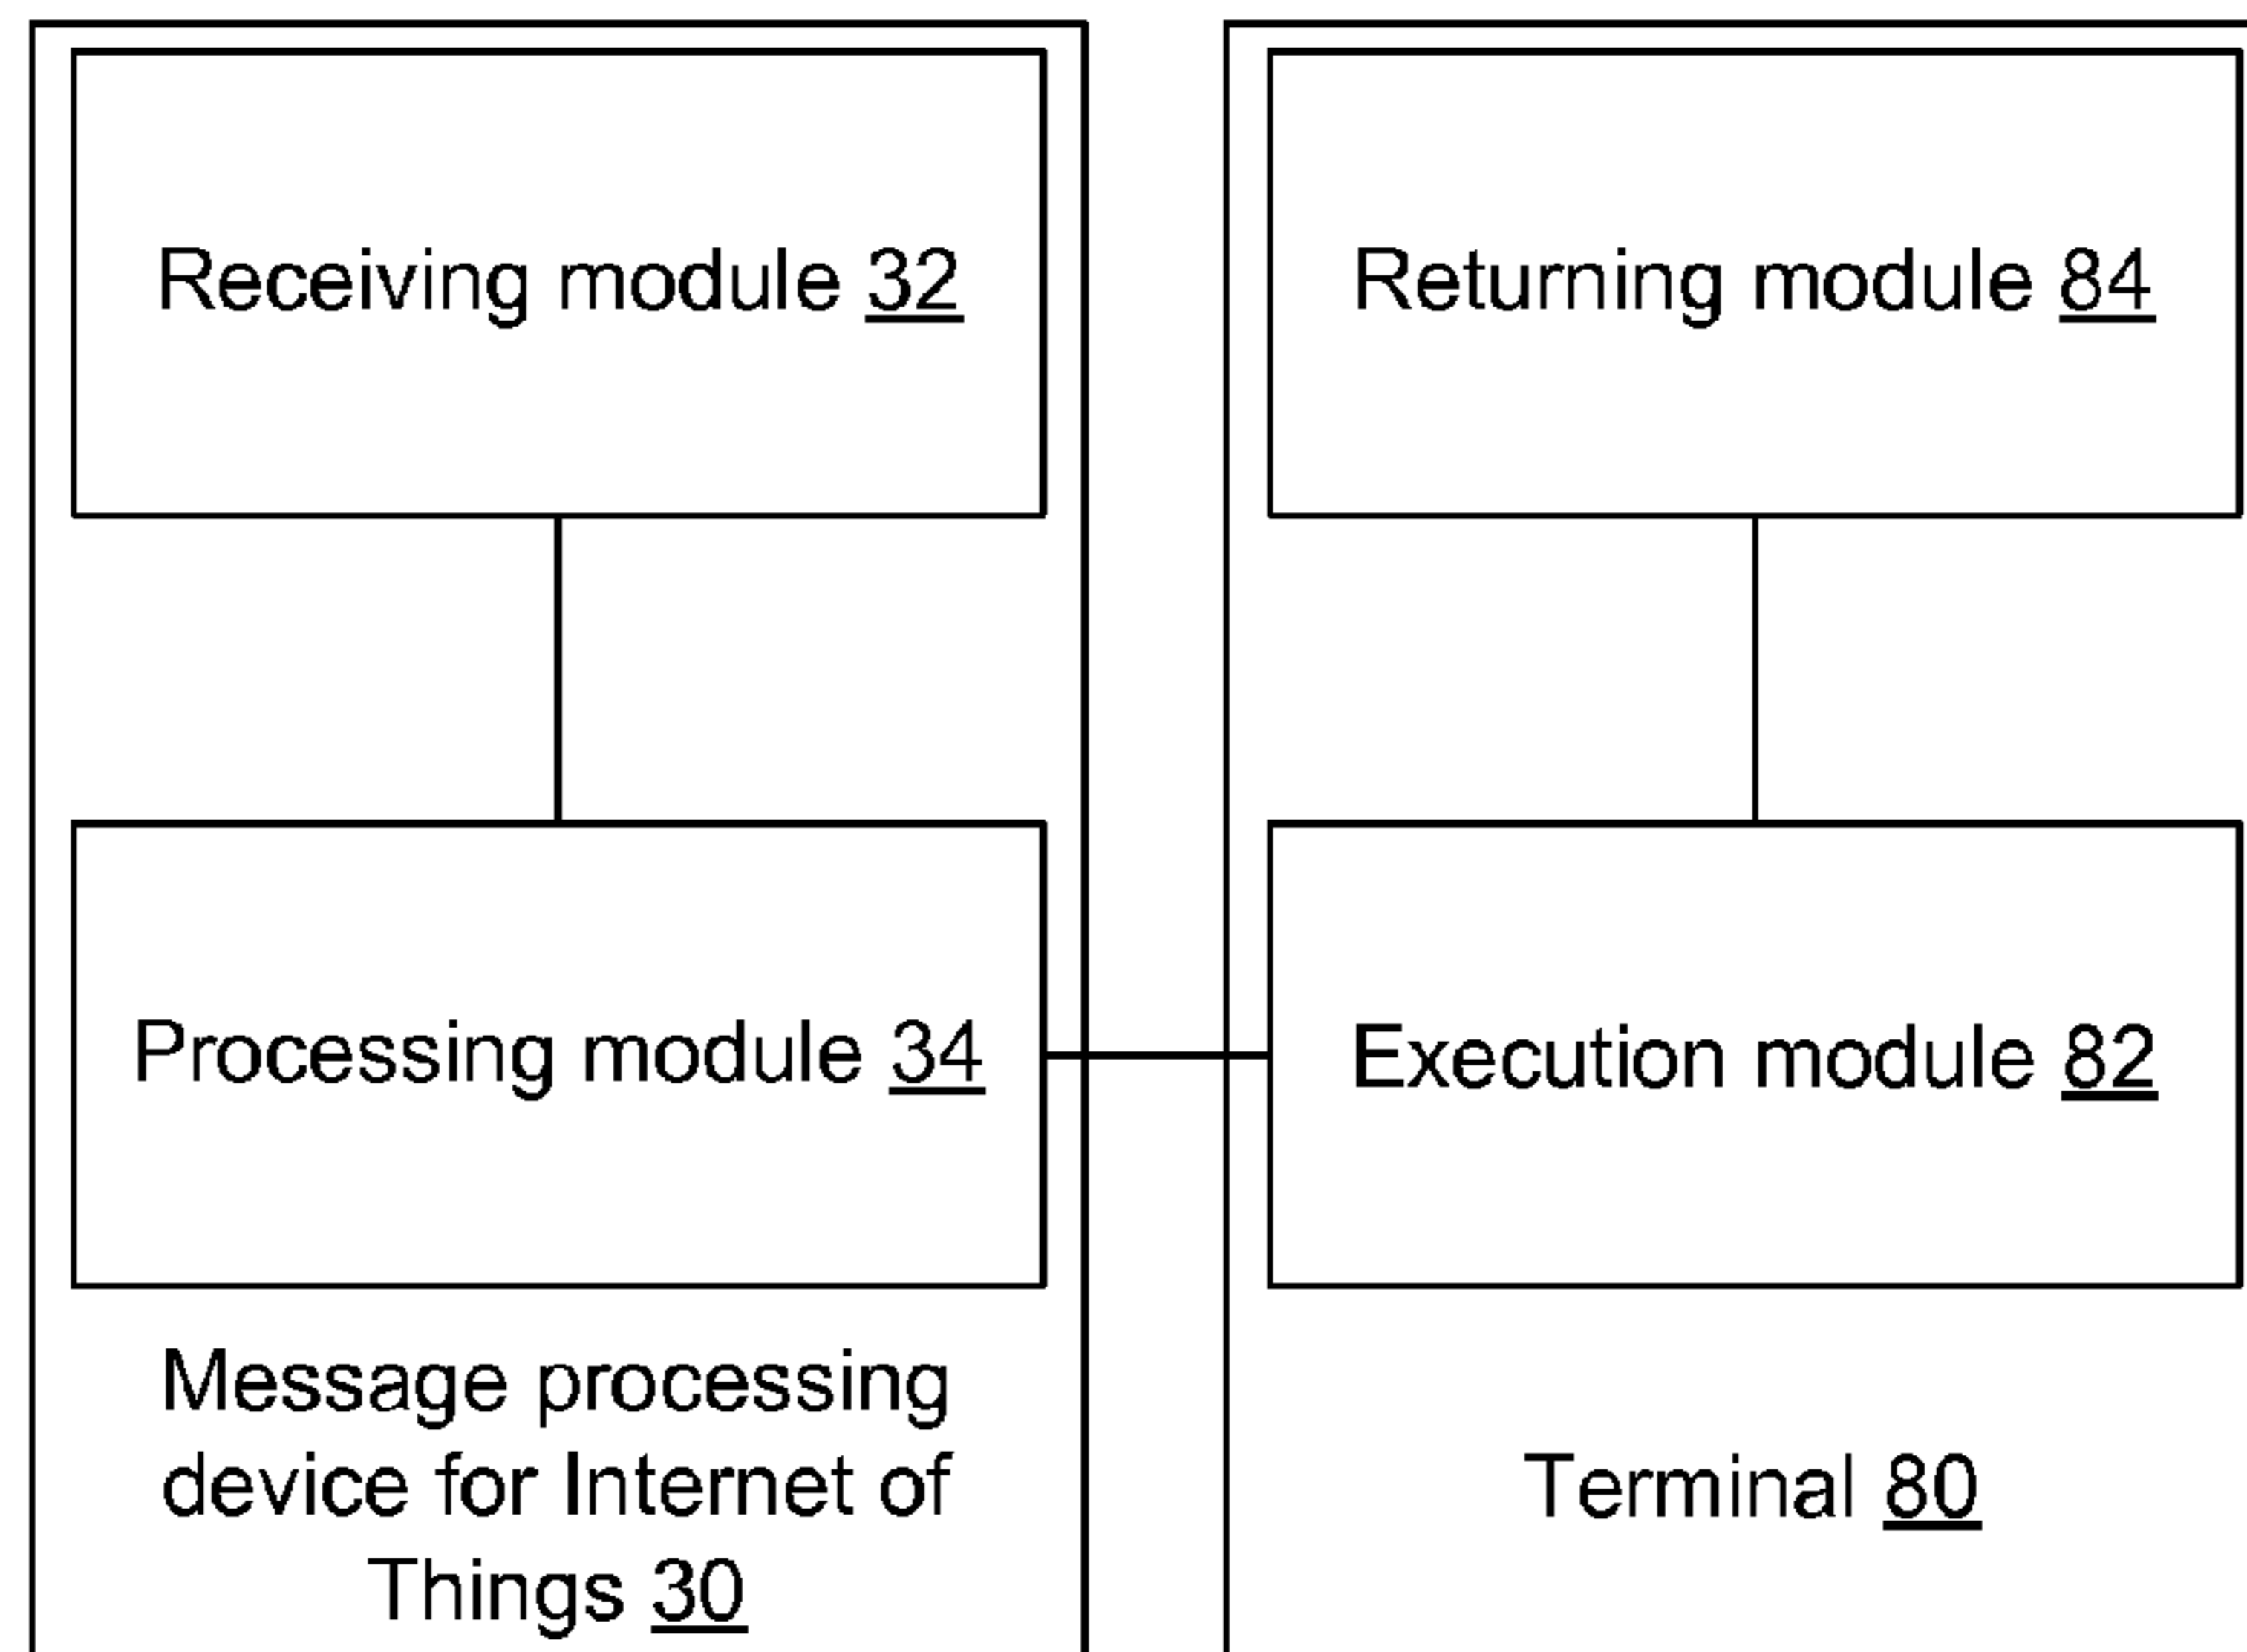 Receiving module 32
Returning module 84
Processing module 34
Execution module 82
Message processing
device for Internet of
Things 30
Terminal 80